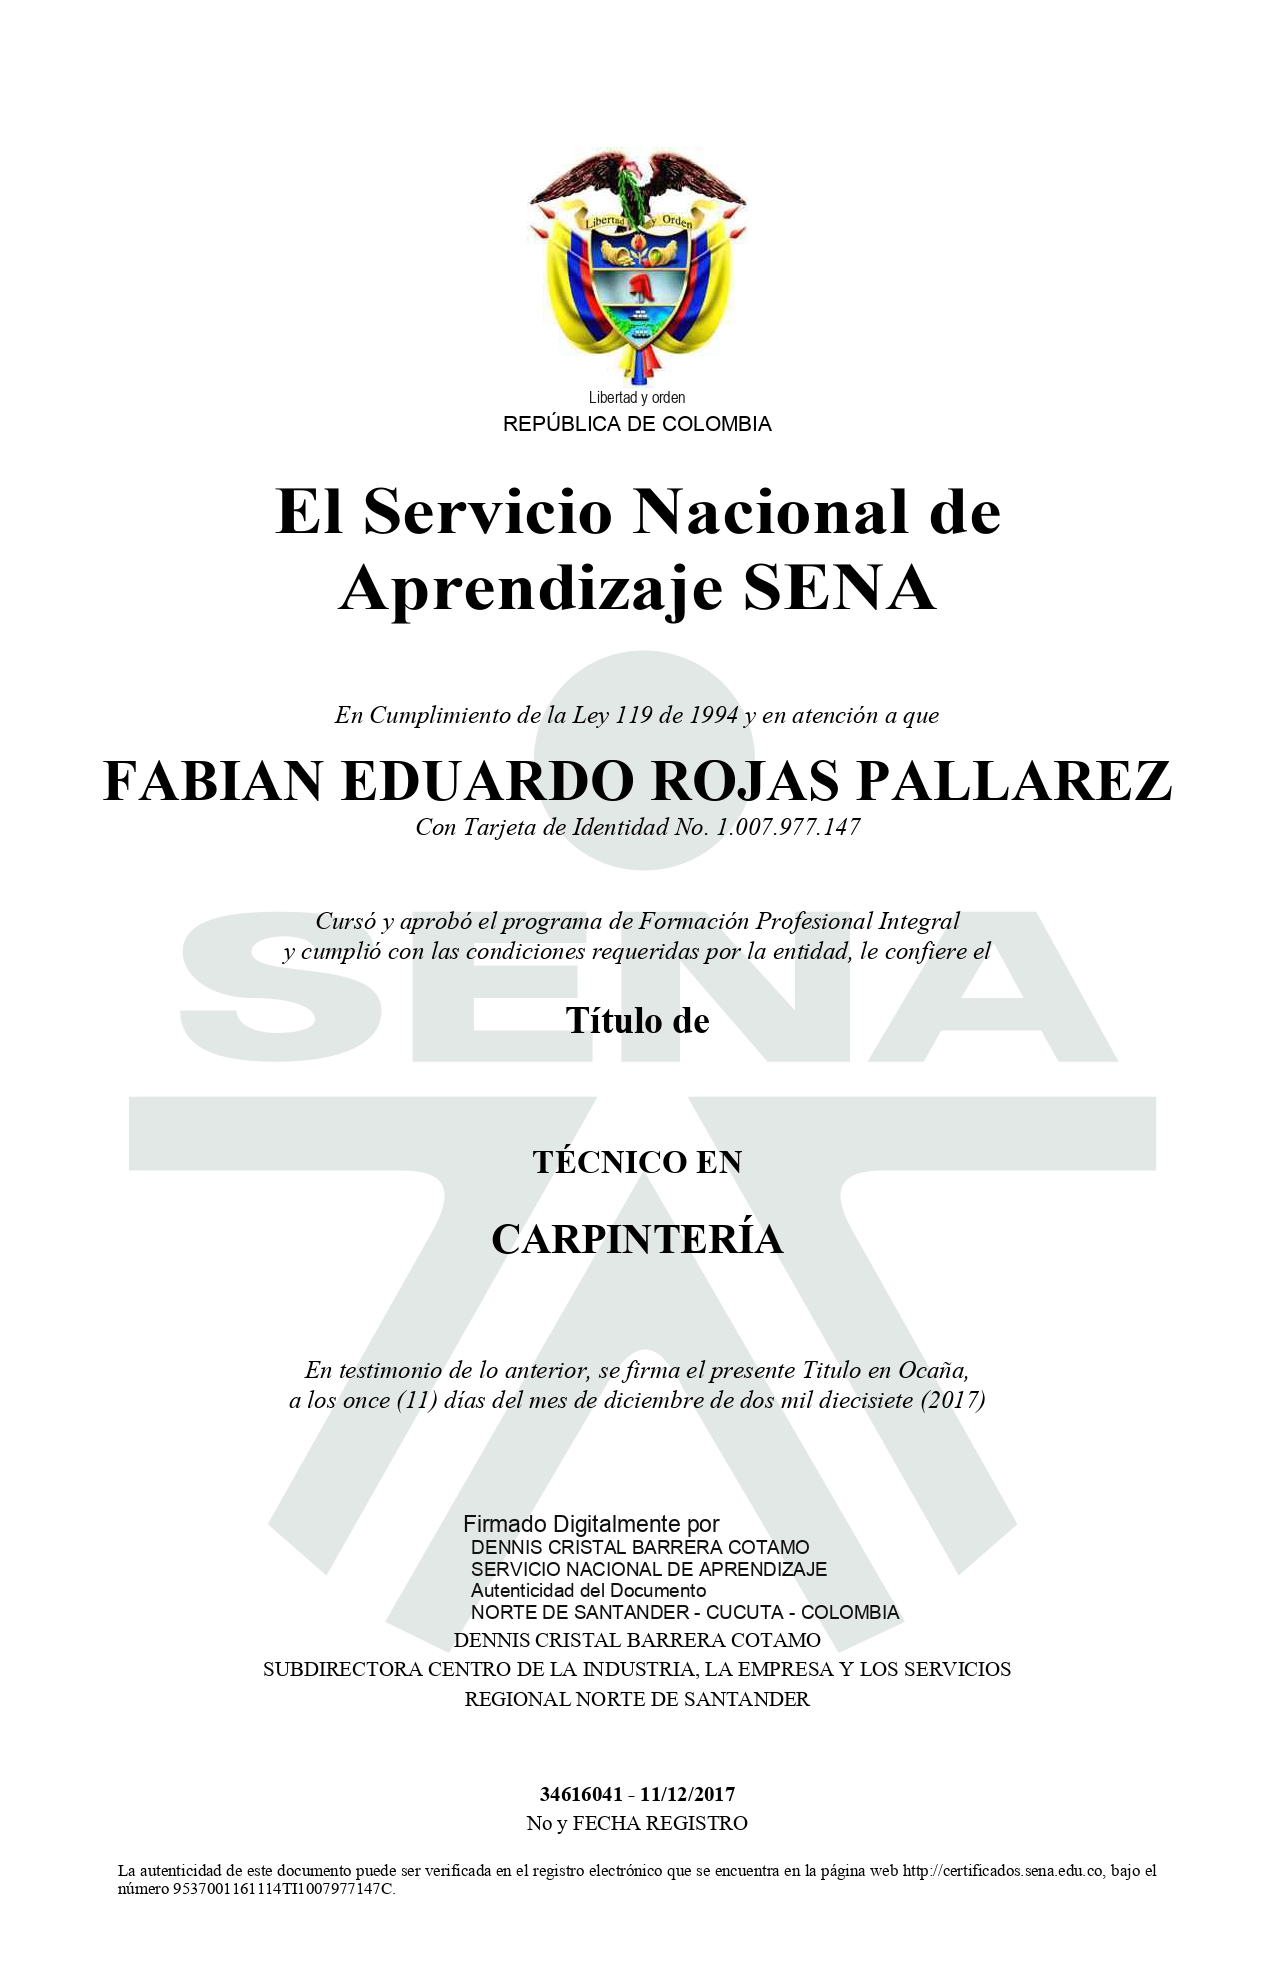 Libertad y Orden
Libertad y orden
REPÚBLICA DE COLOMBIA
El Servicio Nacional de
Aprendizaje SENA
En Cumplimiento de la Ley 119 de 1994 y en atención a que
FABIAN EDUARDO ROJAS PALLAREZ
Con Tarjeta de Identidad No. 1.007.977.147
Cursó y aprobó el programa de Formación Profesional Integral
y cumplió con las condiciones requeridas por la entidad, le confiere el
SENA
Título de
TÉCNICO EN
CARPINTERÍA
En testimonio de lo anterior, se firma el presente Titulo en Ocaña,
a los once (11) días del mes de diciembre de dos mil diecisiete (2017)
Firmado Digitalmente por
DENNIS CRISTAL BARRERA COTAMO
SERVICIO NACIONAL DE APRENDIZAJE
Autenticidad del Documento
NORTE DE SANTANDER - CUCUTA - COLOMBIA
DENNIS CRISTAL BARRERA COTAMO
SUBDIRECTORA CENTRO DE LA INDUSTRIA, LA EMPRESA Y LOS SERVICIOS
REGIONAL NORTE DE SANTANDER
34616041 - 11/12/2017
No y FECHA REGISTRO
La autenticidad de este documento puede ser verificada en el registro electrónico que se encuentra en la página web http://certificados.sena.edu.co, bajo el
número 9537001161114TI1007977147C.